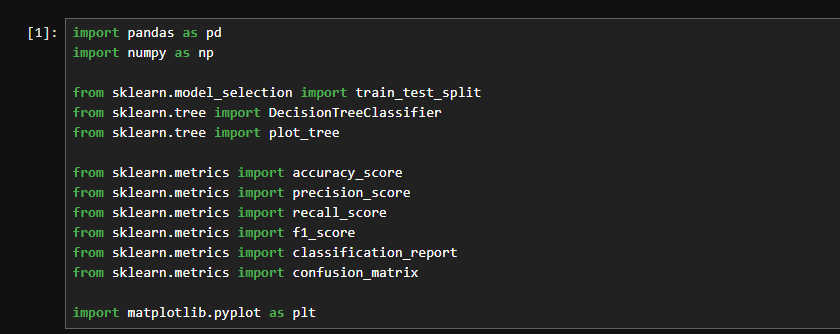 [1]: import pandas as pd
import numpy as np
from sklearn.model_selection import train_test_split
from sklearn.tree import DecisionTreeClassifier
from sklearn.tree import plot_tree
from sklearn.metrics import accuracy_score
from sklearn.metrics import precision_score
from sklearn.metrics import recall_score
from sklearn.metrics import f1_score
from sklearn.metrics import classification_report
from sklearn.metrics import confusion_matrix
import matplotlib.pyplot as plt